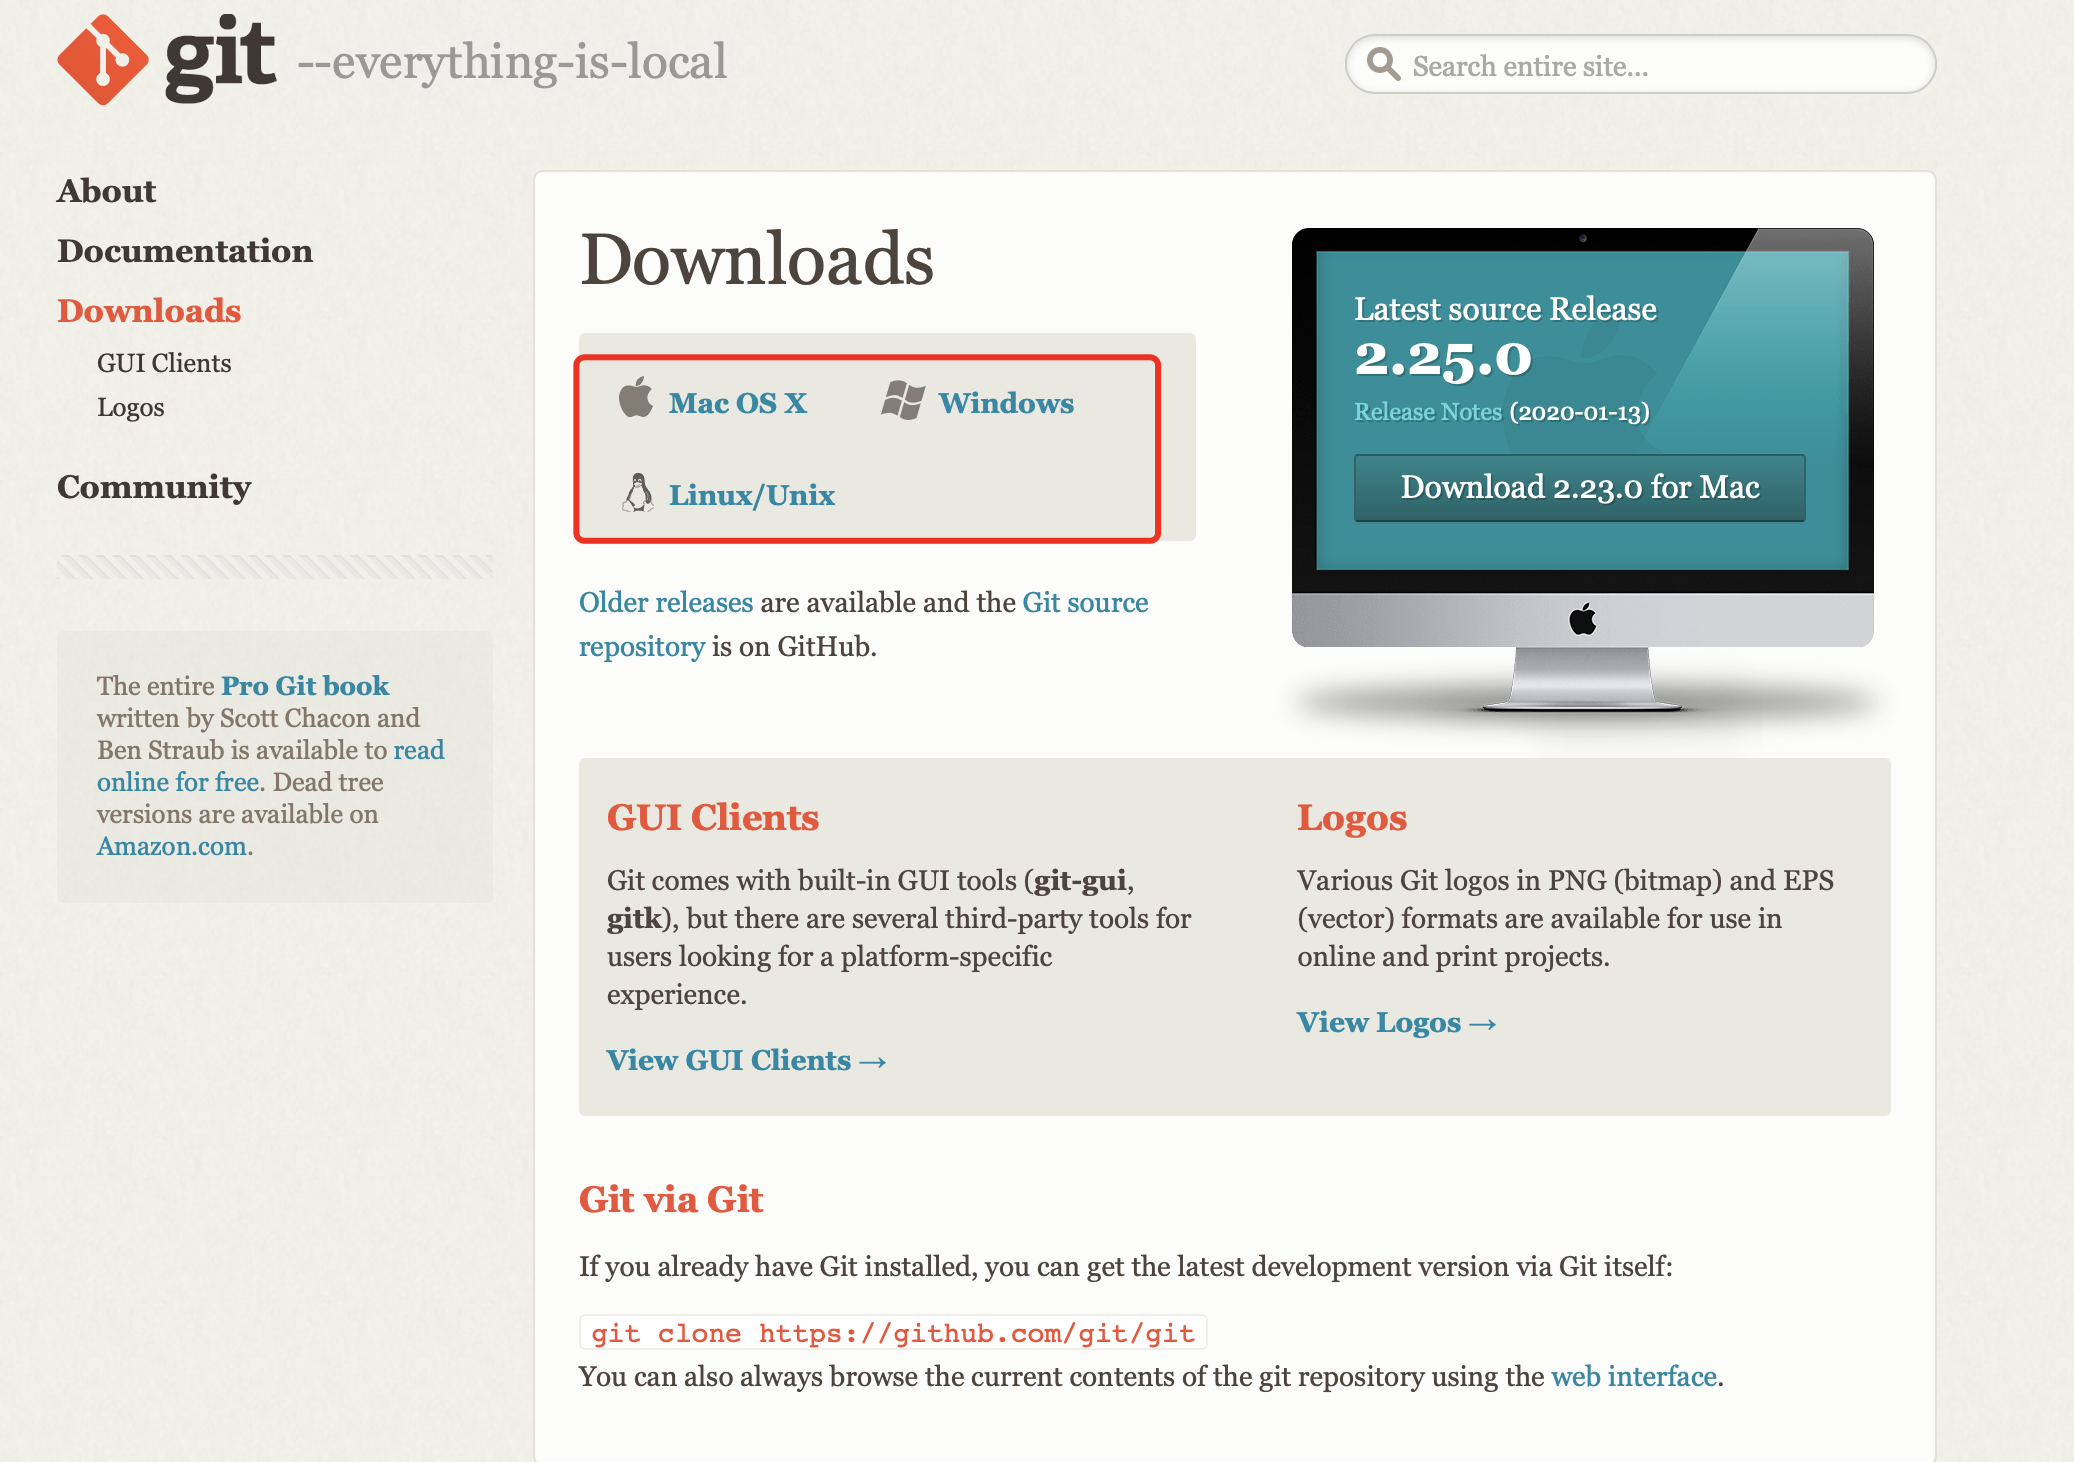 git --everything-is-local
Search entire site...
About
Documentation
Downloads
GUI Clients
Logos
Community
The entire Pro Git book
written by Scott Chacon and
Ben Straub is available to read
online for free. Dead tree
versions are available on
Amazon.com.
Downloads
Mac OS X
Windows
Linux/Unix
Older releases are available and the Git source
repository is on GitHub.
Latest source Release
2.25.0
Release Notes (2020-01-13)
Download 2.23.0 for Mac
GUI Clients
Git comes with built-in GUI tools (git-gui,
gitk), but there are several third-party tools for
users looking for a platform-specific
experience.
View GUI Clients →
Logos
Various Git logos in PNG (bitmap) and EPS
(vector) formats are available for use in
online and print projects.
View Logos →
Git via Git
If you already have Git installed, you can get the latest development version via Git itself:
git clone https://github.com/git/git
You can also always browse the current contents of the git repository using the web interface.